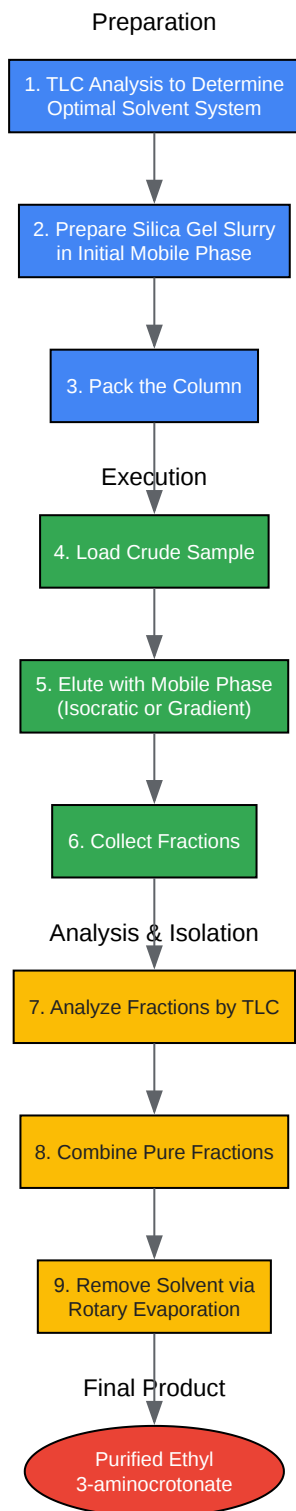 Preparation
1. TLC Analysis to Determine
Optimal Solvent System
2. Prepare Silica Gel Slurry
in Initial Mobile Phase
3. Pack the Column
Execution
4. Load Crude Sample
5. Elute with Mobile Phase
(Isocratic or Gradient)
6. Collect Fractions
Analysis & Isolation
7. Analyze Fractions by TLC
8. Combine Pure Fractions
9. Remove Solvent via
Rotary Evaporation
Final Product
Purified Ethyl
3-aminocrotonate